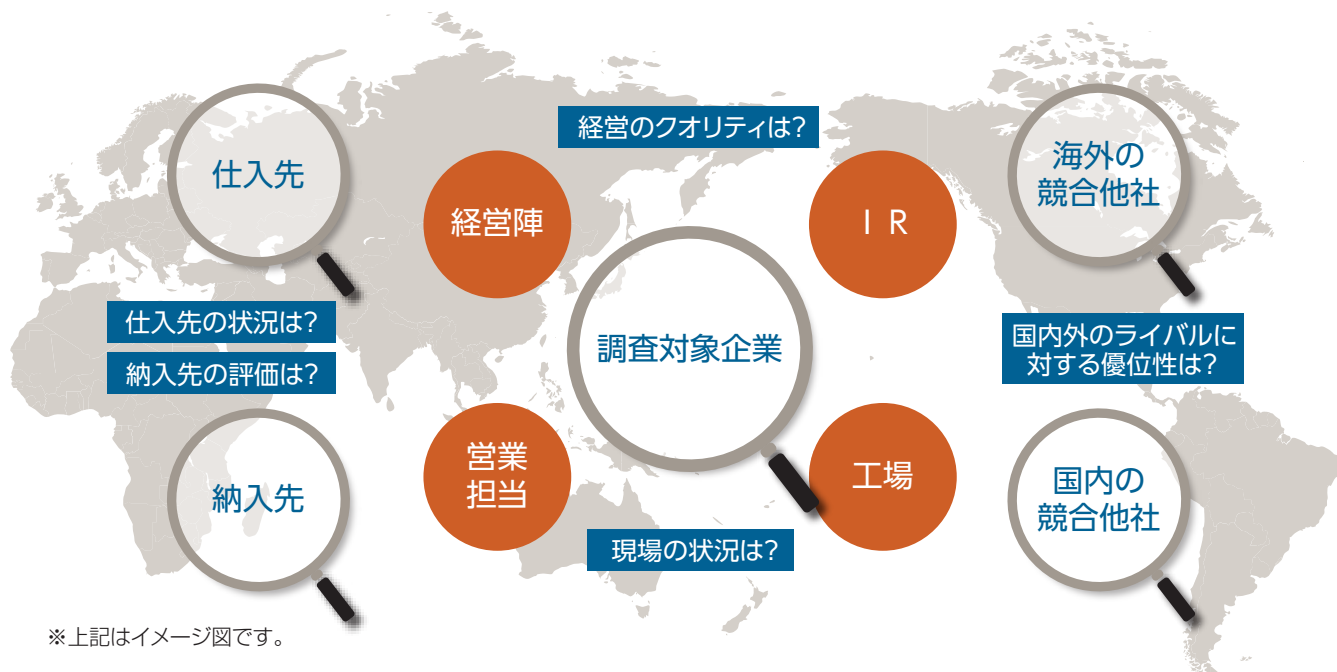 経営のクオリティは?
仕入先
経営陣
I R
海外の
競合他社
仕入先の状況は?
納入先の評価は?
調査対象企業
国内外のライバルに
対する優位性は?
納入先
営業
担当
工場
国内の
競合他社
現場の状況は?
※上記はイメージ図です。